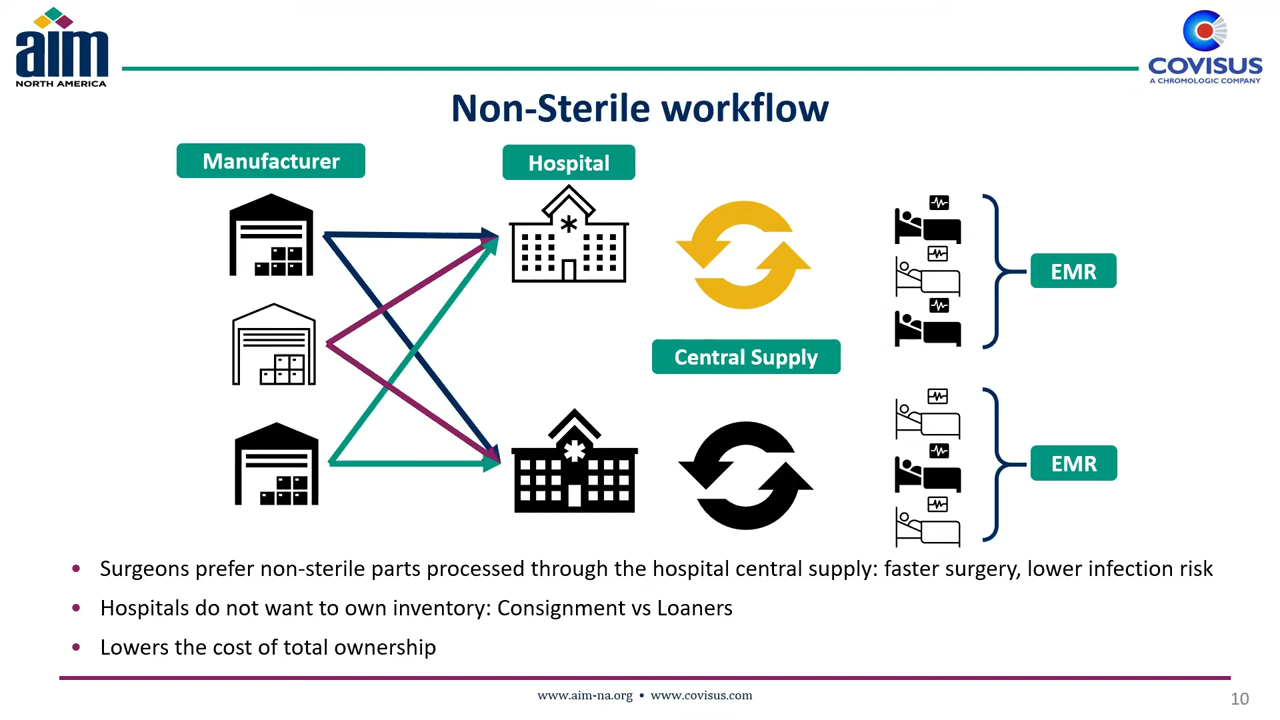 aim
NORTH AMERICA
COVISUS
A CHROMOLOGIC COMPANY
Non-Sterile workflow
Manufacturer
Hospital
EMR
Central Supply
EMR
• Surgeons prefer non-sterile parts processed through the hospital central supply: faster surgery, lower infection risk
• Hospitals do not want to own inventory: Consignment vs Loaners
• Lowers the cost of total ownership
www.aim-na.org • www.covisus.com
10